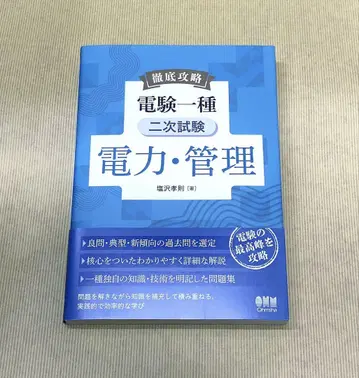 徹底攻略
電験一種
二次試験
電力・管理
塩沢孝則［著］
電験の
最高峰を
攻略
良問・典型・新傾向の過去問を選定
核心をついたわかりやすく詳細な解説
一種独自の知識・技術を明記した問題集
問題を解きながら知識を補充して積み重ねる、
実践的で効率的な学び
OHM
Ohmsha